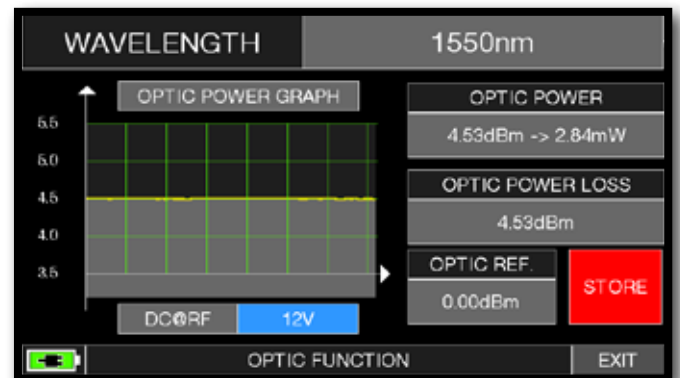 WAVELENGTH 1550nm
OPTIC POWER GRAPH
5.5
5.0
4.5
4.0
3.5
DC@RF 12V
OPTIC POWER
4.53dBm -> 2.84mW
OPTIC POWER LOSS
4.53dBm
OPTIC REF.
0.00dBm
STORE
OPTIC FUNCTION EXIT